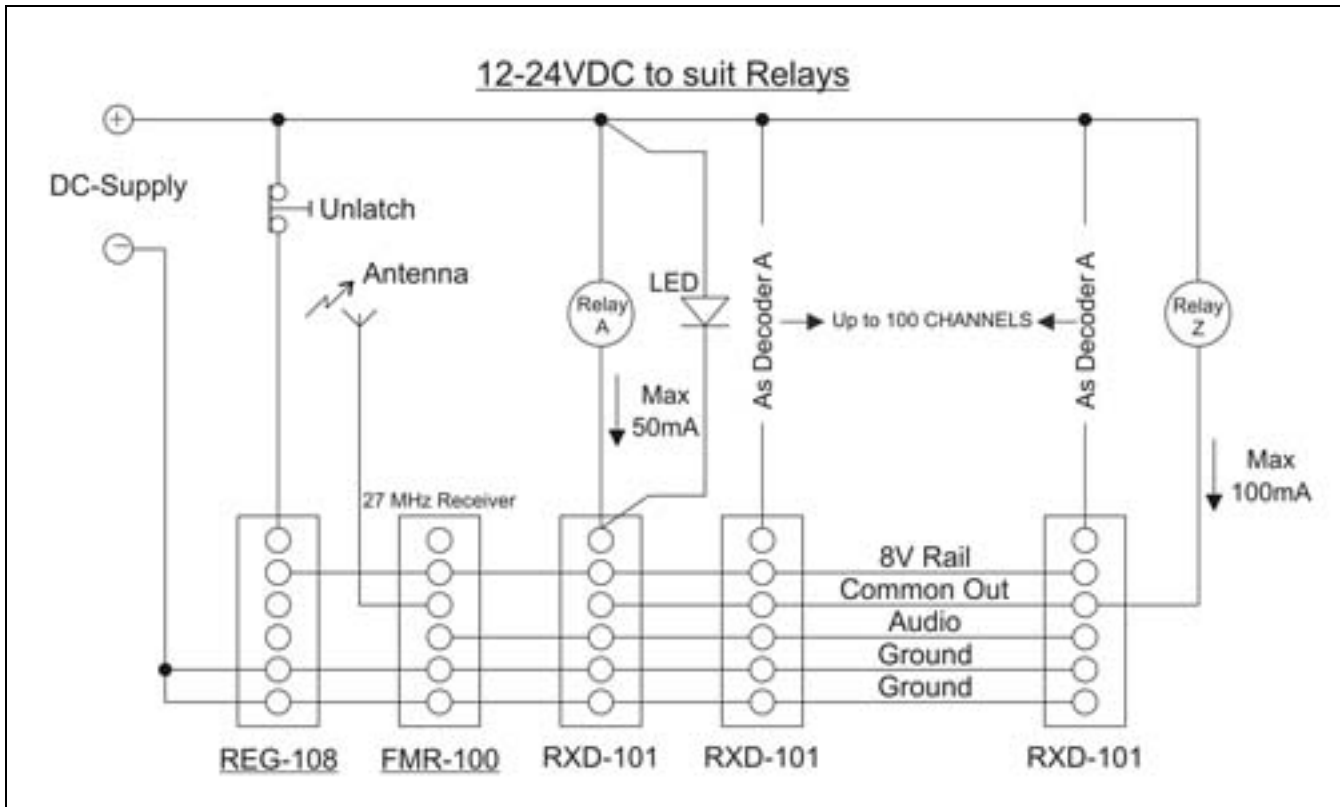 12-24VDC to suit Relays
+
DC-Supply
−
Unlatch
Antenna
Relay
A
LED
As Decoder A
Up to 100 CHANNELS
As Decoder A
Relay
Z
Max
50mA
Max
100mA
27 MHz Receiver
8V Rail
Common Out
Audio
Ground
Ground
REG-108
FMR-100
RXD-101
RXD-101
RXD-101